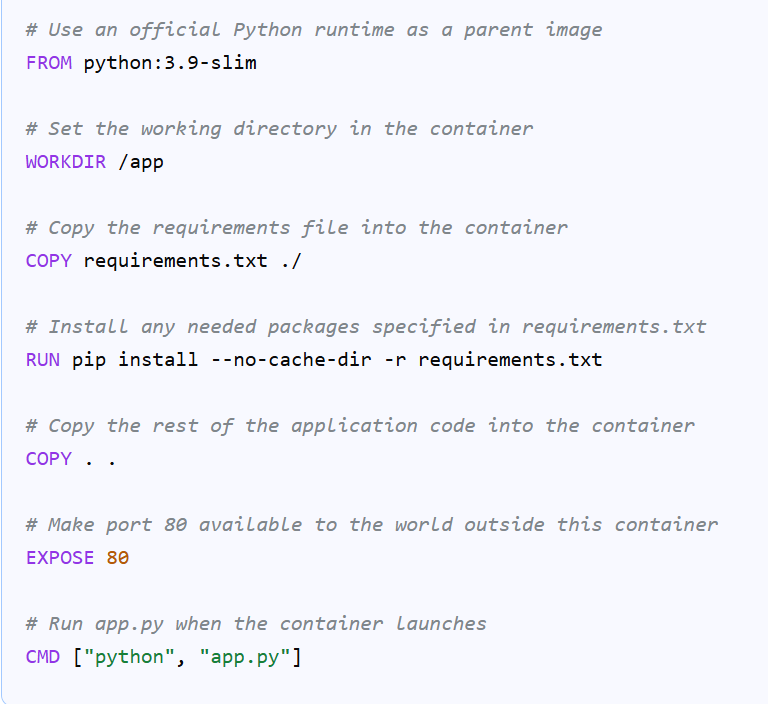 # Use an official Python runtime as a parent image
FROM python:3.9-slim
# Set the working directory in the container
WORKDIR /app
# Copy the requirements file into the container
COPY requirements.txt ./
# Install any needed packages specified in requirements.txt
RUN pip install --no-cache-dir -r requirements.txt
# Copy the rest of the application code into the container
COPY . .
# Make port 80 available to the world outside this container
EXPOSE 80
# Run app.py when the container launches
CMD ["python", "app.py"]